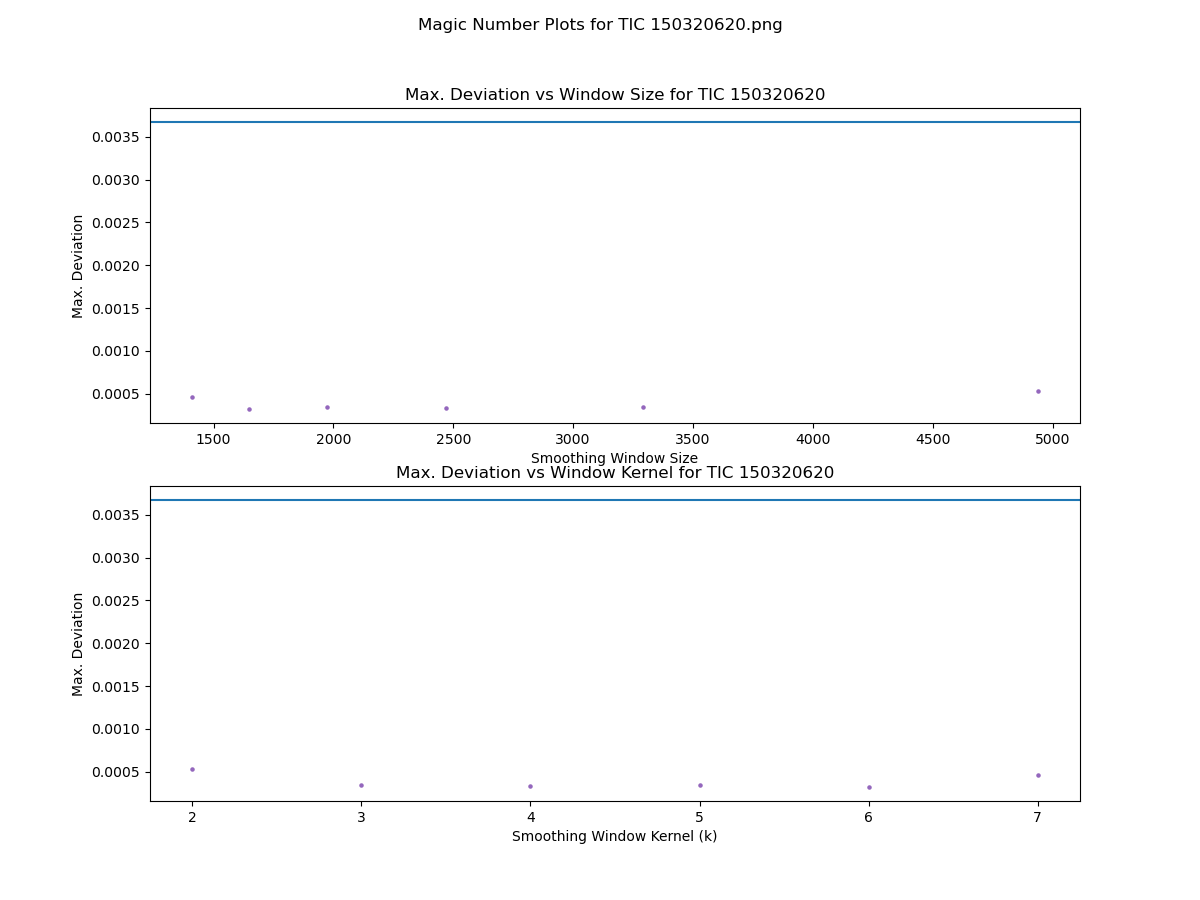 Magic Number Plots for TIC 150320620.png
Max. Deviation vs Window Size for TIC 150320620
0.0035
0.0030
0.0025
0.0020
0.0015
0.0010
0.0005
Max. Deviation
1500 2000 2500 3000 3500 4000 4500 5000
Smoothing Window Size
Max. Deviation vs Window Kernel for TIC 150320620
0.0035
0.0030
0.0025
0.0020
0.0015
0.0010
0.0005
Max. Deviation
2 3 4 5 6 7
Smoothing Window Kernel (k)